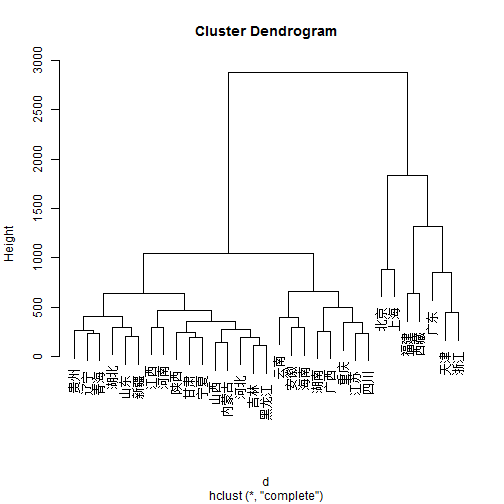 Cluster Dendrogram
Height
3000
2500
2000
1500
1000
500
0
贵州
辽宁
青海
湖北
山东
新疆
江西
河南
陕西
甘肃
宁夏
山西
内蒙古
河北
吉林
黑龙江
云南
安徽
海南
湖南
广西
重庆
江苏
四川
北京
上海
福建
西藏
广东
天津
浙江
d
hclust (*, "complete")